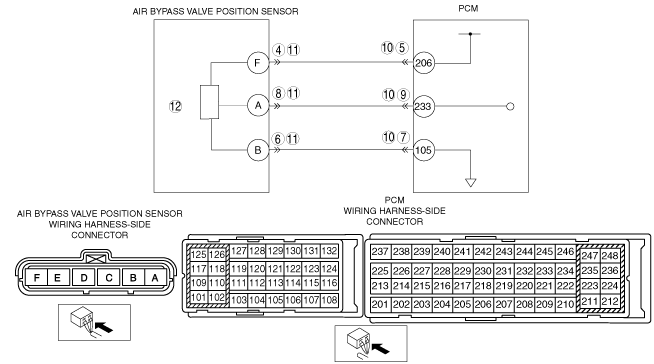 AIR BYPASS VALVE POSITION SENSOR
PCM
F 4 11 10 5 206
12 A 8 11 10 9 233
B 6 11 10 7 105
AIR BYPASS VALVE POSITION SENSOR
WIRING HARNESS-SIDE
CONNECTOR
PCM
WIRING HARNESS-SIDE
CONNECTOR
F E D C B A
125 126 127 128 129 130 131 132
117 118 119 120 121 122 123 124
109 110 111 112 113 114 115 116
101 102 103 104 105 106 107 108
237 238 239 240 241 242 243 244 245 246 247 248
225 226 227 228 229 230 231 232 233 234 235 236
213 214 215 216 217 218 219 220 221 222 223 224
201 202 203 204 205 206 207 208 209 210 211 212